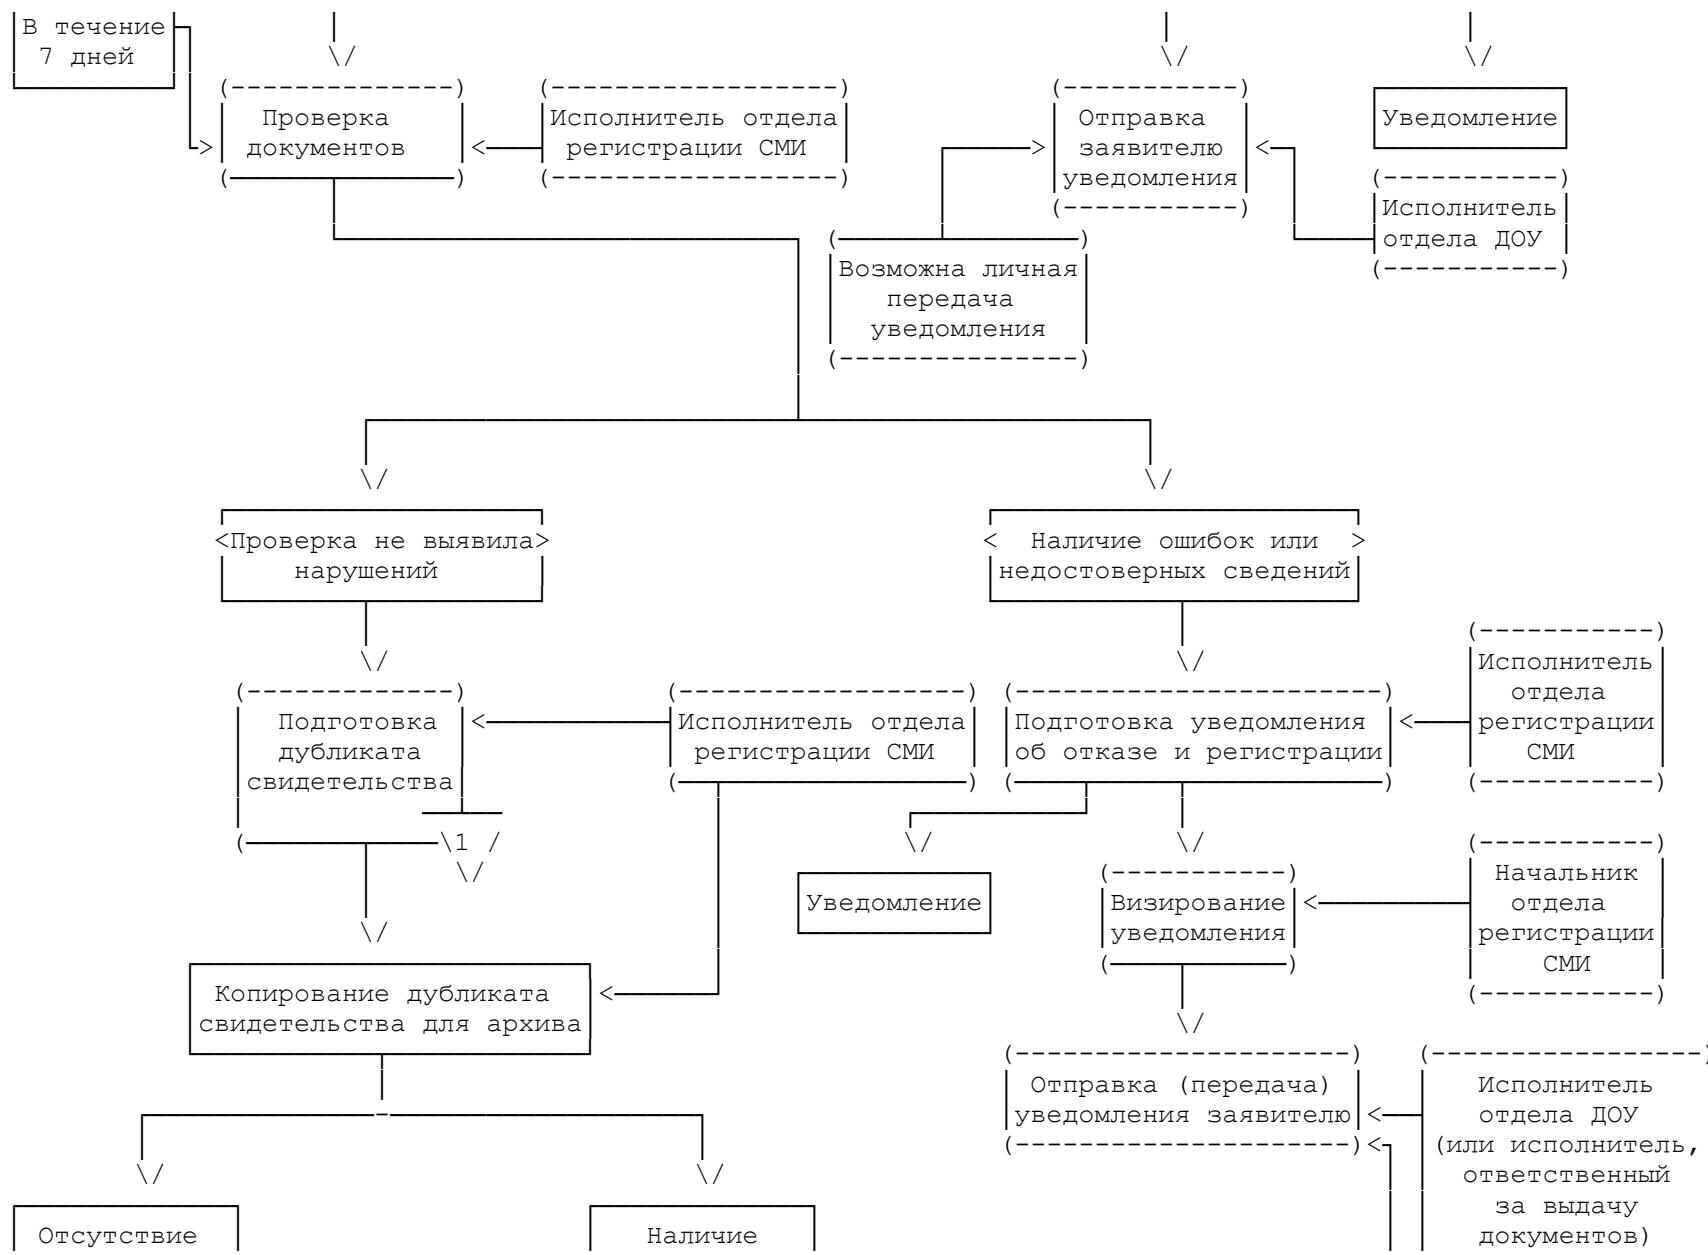 В течение
7 дней
Проверка
документов
Исполнитель отдела
регистрации СМИ
Отправка
заявителю
уведомления
Уведомление
Исполнитель
отдела ДОУ
Возможна личная
передача
уведомления
<Проверка не выявила>
нарушений
< Наличие ошибок или >
недостоверных сведений
Подготовка
дубликата
свидетельства
1
Исполнитель отдела
регистрации СМИ
Подготовка уведомления
об отказе и регистрации
Исполнитель
отдела
регистрации
СМИ
Уведомление
Визирование
уведомления
Начальник
отдела
регистрации
СМИ
Копирование дубликата
свидетельства для архива
Отправка (передача)
уведомления заявителю
Исполнитель
отдела ДОУ
(или исполнитель,
ответственный
за выдачу
документов)
Отсутствие
Наличие